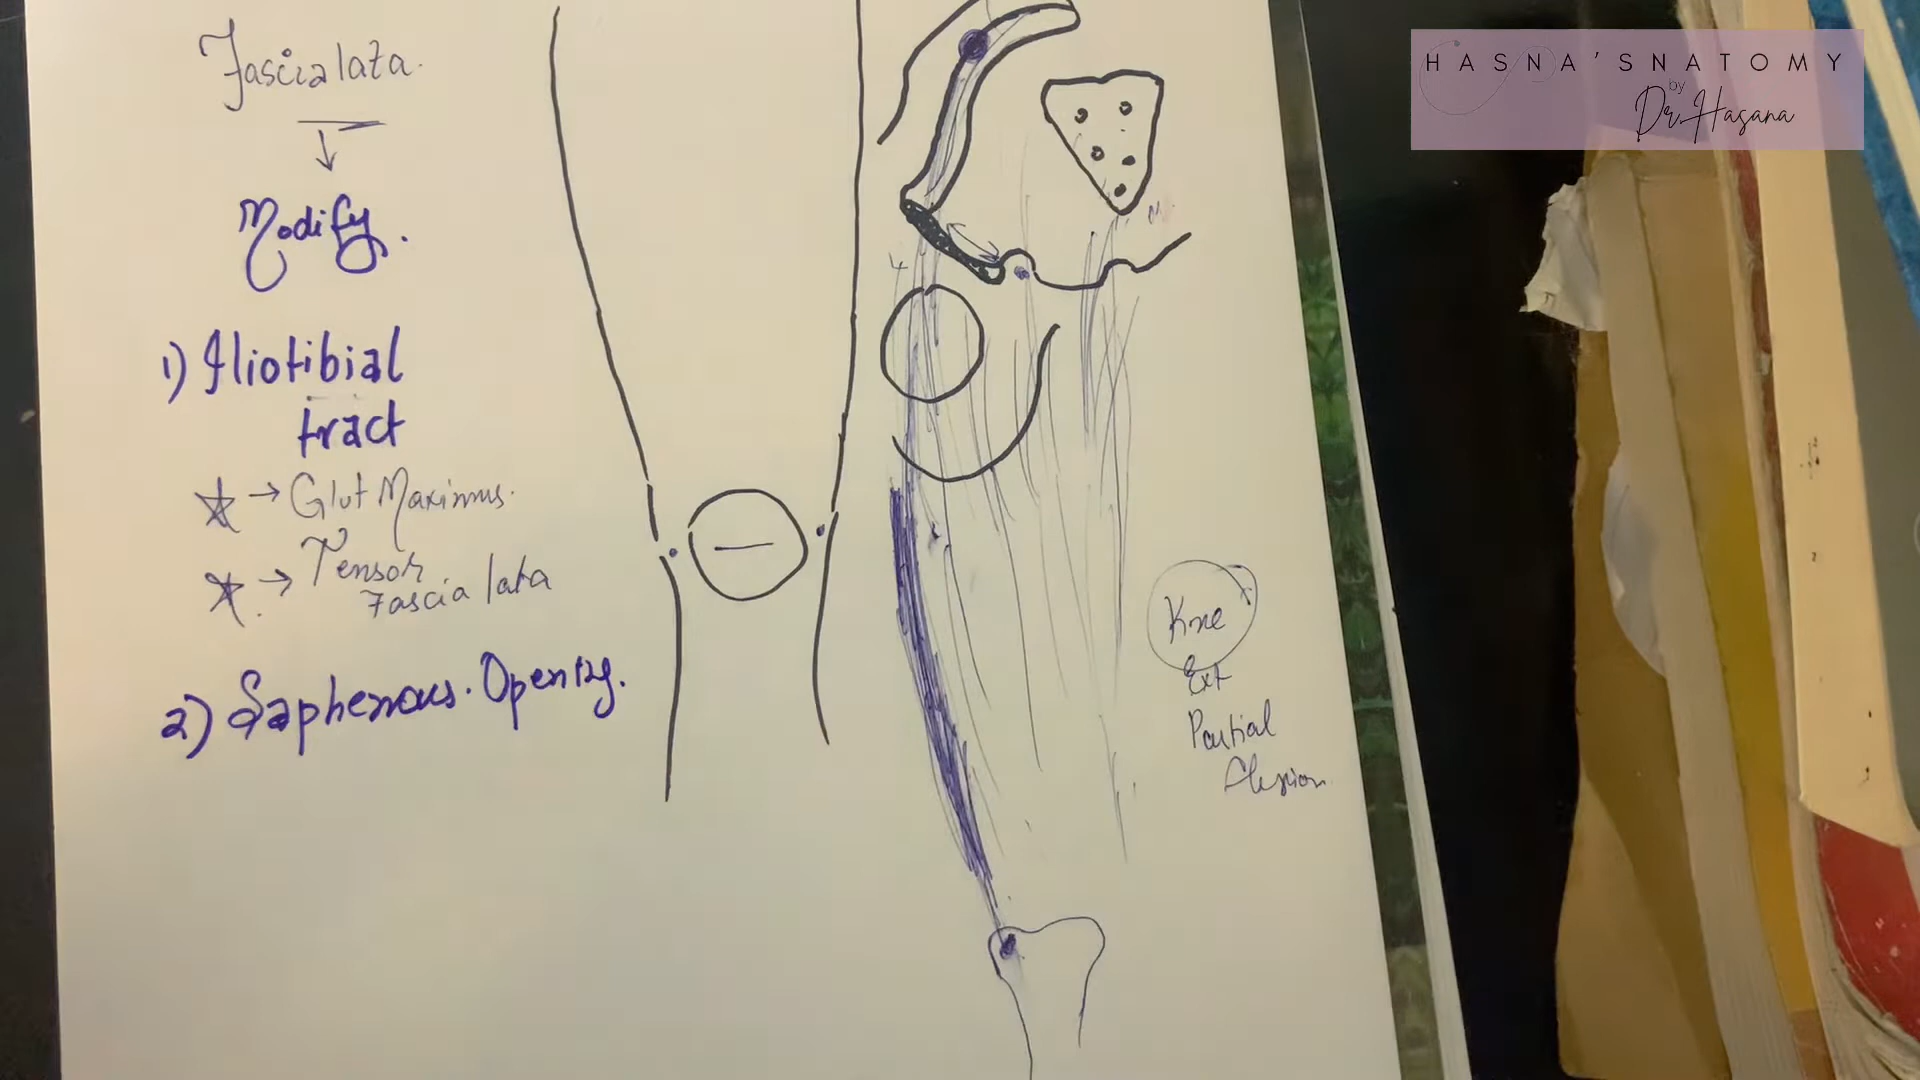 Fascia lata.
Modify.
1) Iliotibial
tract
→ Glut Maximus.
→ Tensor
Fascia lata
2) Saphenous Opening.
Kne
Ext
Partial
flexion
HASNA'SNATOMY
by
Dr.Hasana